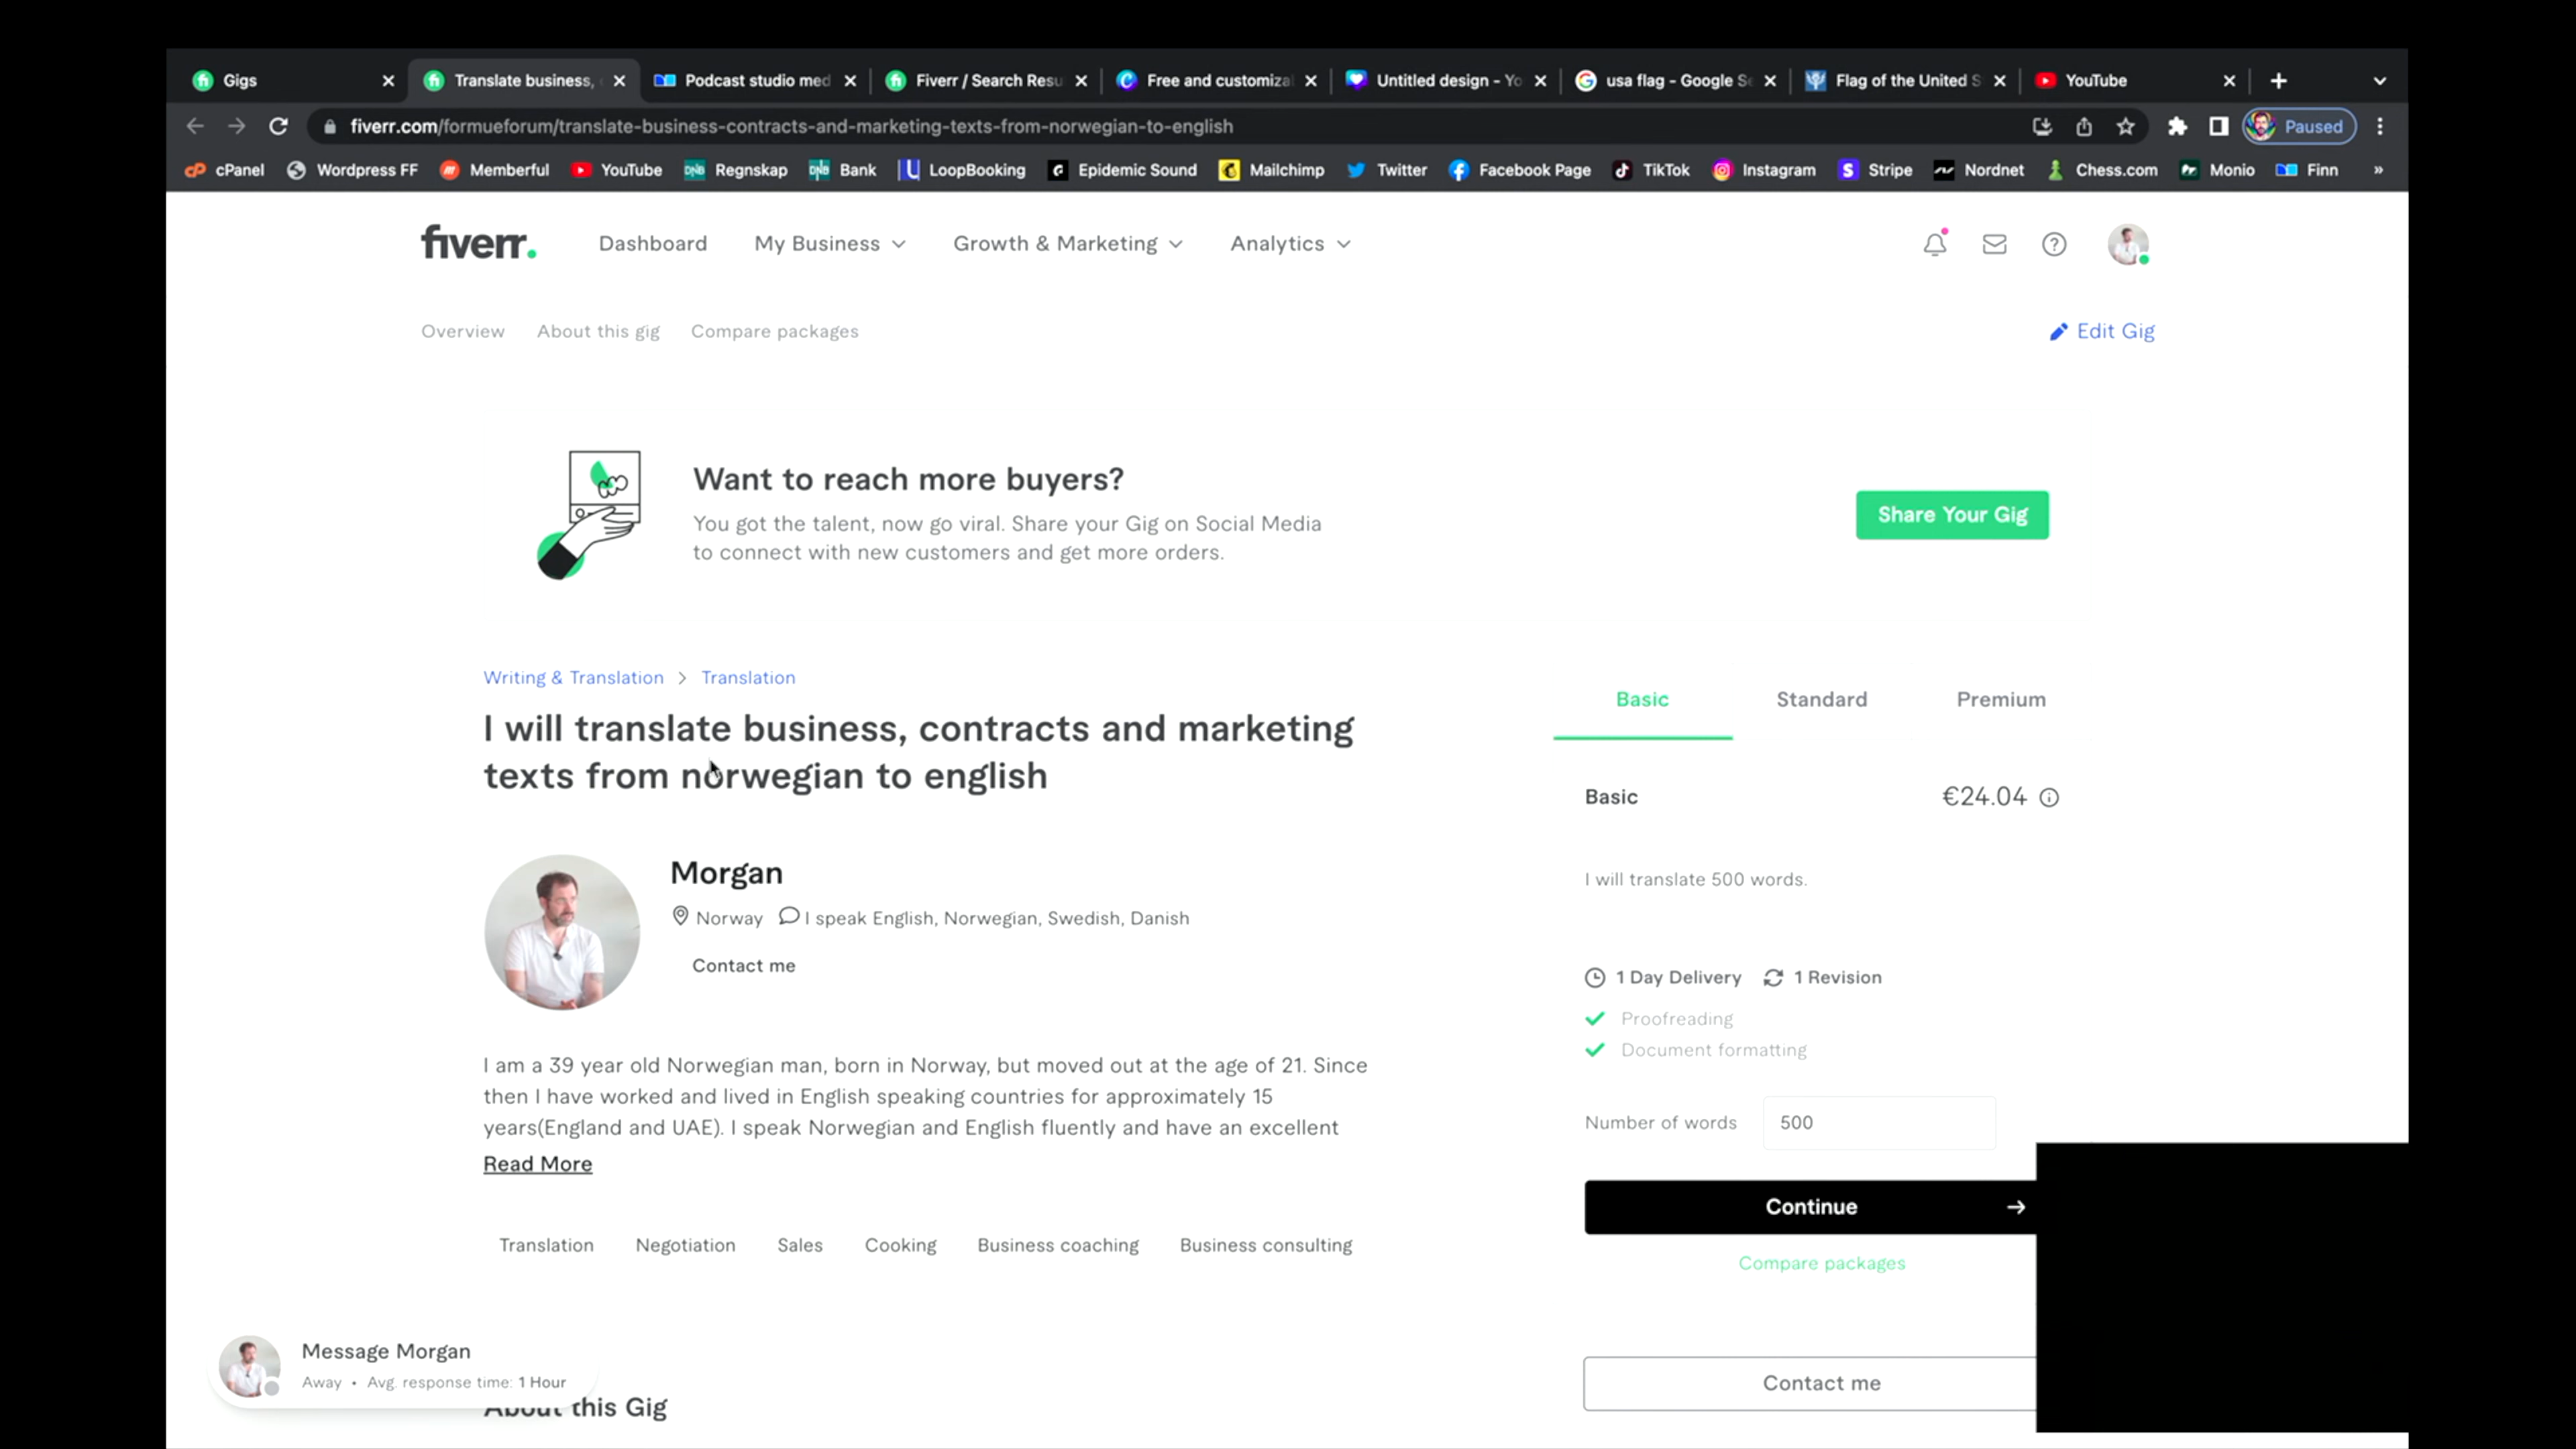 Gigs
Translate business,
Podcast studio med
Fiverr / Search Resu
Free and customiza
Untitled design - Yo
usa flag - Google Se
Flag of the United S
YouTube
fiverr.com/formueforum/translate-business-contracts-and-marketing-texts-from-norwegian-to-english
Paused
cPanel
Wordpress FF
Memberful
YouTube
DNB
Regnskap
DNB
Bank
LoopBooking
Epidemic Sound
Mailchimp
Twitter
Facebook Page
TikTok
Instagram
Stripe
Nordnet
Chess.com
Monio
Finn
»
fiverr.
Dashboard
My Business
Growth & Marketing
Analytics
Overview
About this gig
Compare packages
Edit Gig
Want to reach more buyers?
You got the talent, now go viral. Share your Gig on Social Media
to connect with new customers and get more orders.
Share Your Gig
Writing & Translation > Translation
I will translate business, contracts and marketing
texts from norwegian to english
Morgan
Norway
I speak English, Norwegian, Swedish, Danish
Contact me
I am a 39 year old Norwegian man, born in Norway, but moved out at the age of 21. Since
then I have worked and lived in English speaking countries for approximately 15
years(England and UAE). I speak Norwegian and English fluently and have an excellent
Read More
Translation
Negotiation
Sales
Cooking
Business coaching
Business consulting
Message Morgan
Away • Avg. response time: 1 Hour
About this Gig
Basic
Standard
Premium
Basic
€24.04
I will translate 500 words.
1 Day Delivery
1 Revision
Proofreading
Document formatting
Number of words
500
Continue
Compare packages
Contact me